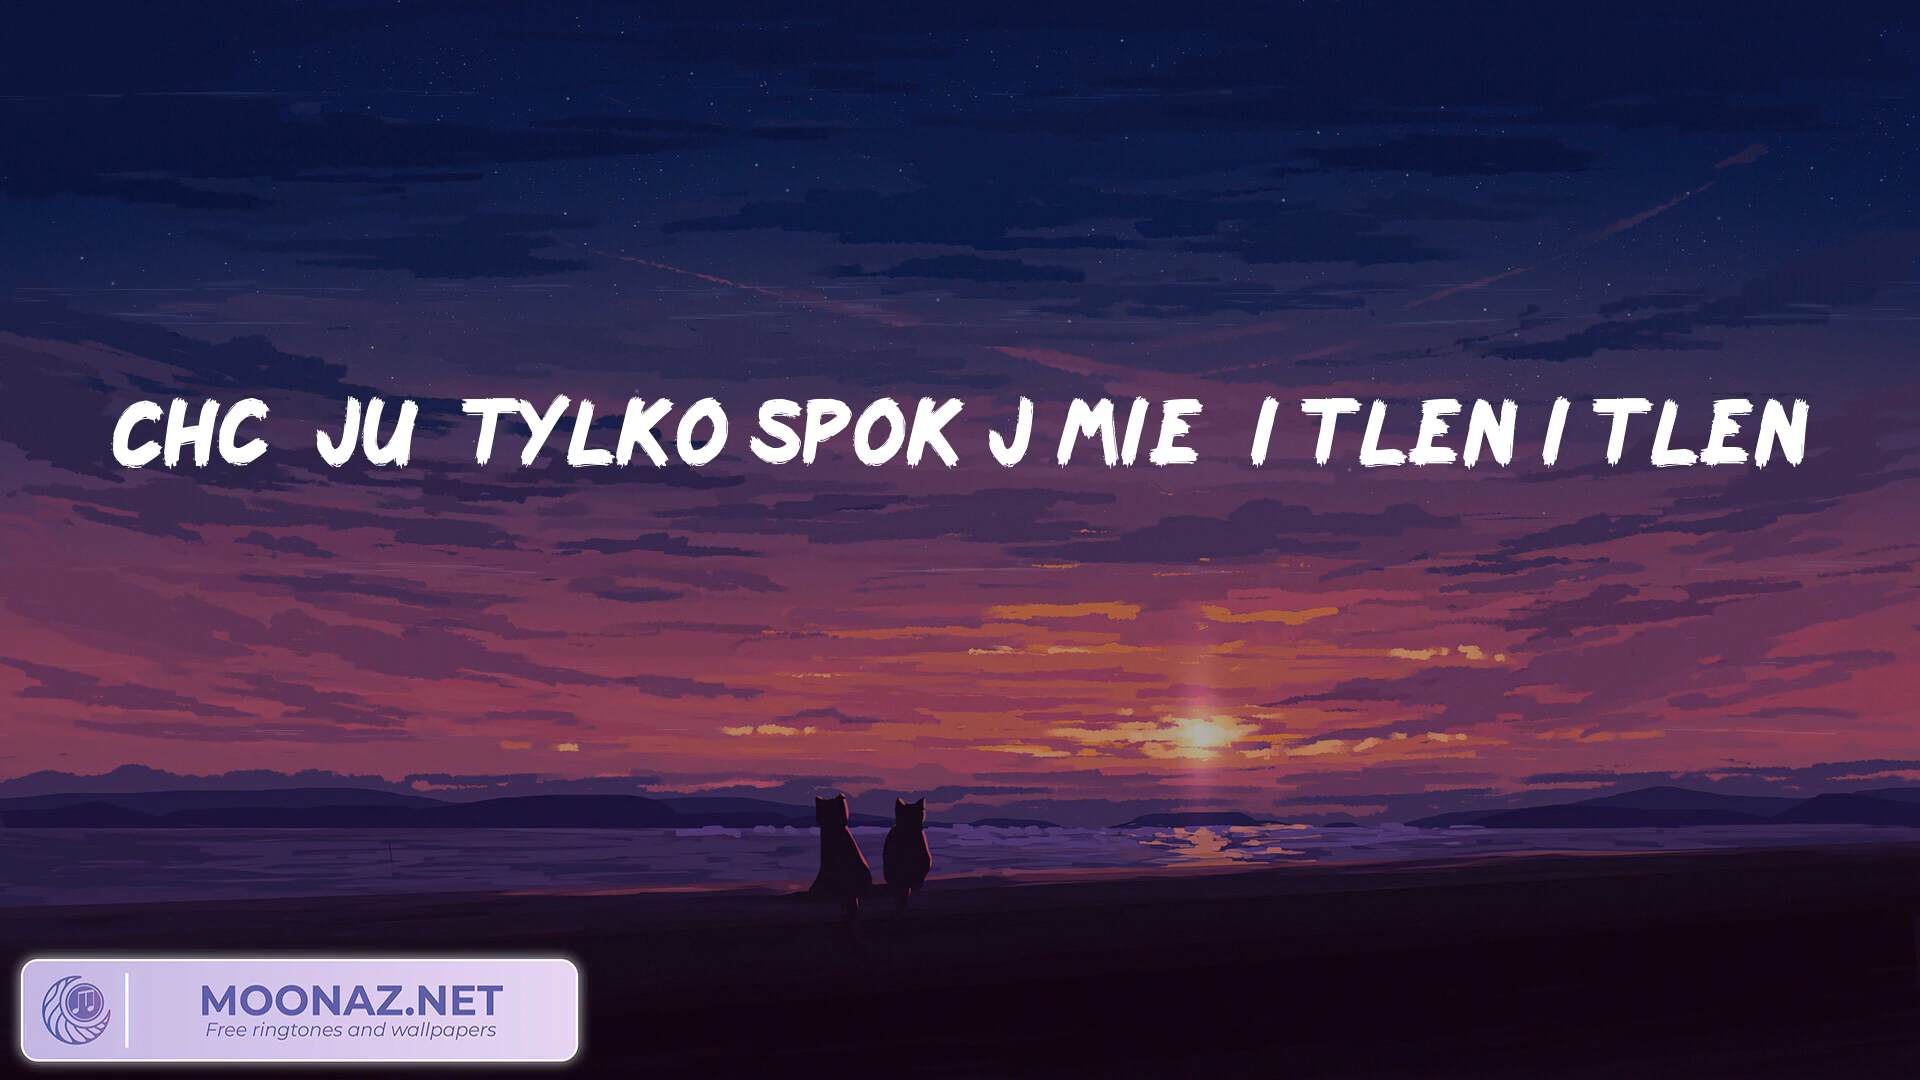 CHC JU TYLKO SPOK J MIE I TLEN I TLEN
MOONAZ.NET
Free ringtones and wallpapers